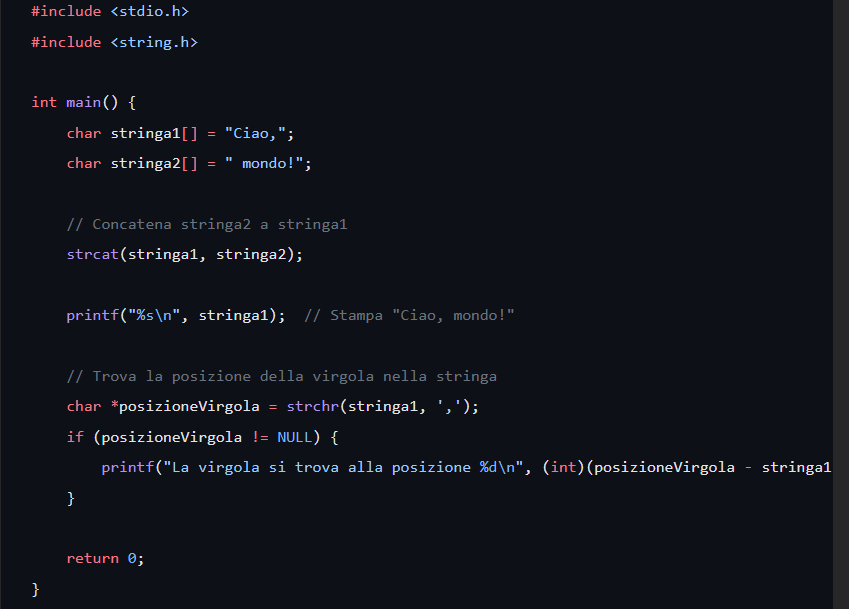 #include <stdio.h>
#include <string.h>
int main() {
char stringa1[] = "Ciao,";
char stringa2[] = " mondo!";
// Concatena stringa2 a stringa1
strcat(stringa1, stringa2);
printf("%s\n", stringa1);  // Stampa "Ciao, mondo!"
// Trova la posizione della virgola nella stringa
char *posizioneVirgola = strchr(stringa1, ',');
if (posizioneVirgola != NULL) {
printf("La virgola si trova alla posizione %d\n", (int)(posizioneVirgola - stringa1
}
return 0;
}